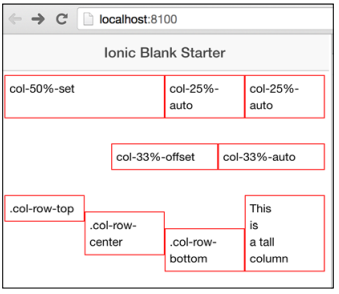 localhost:8100
Ionic Blank Starter
col-50%-set
col-25%-
auto
col-25%-
auto
col-33%-offset
col-33%-auto
.col-row-top
.col-row-
center
.col-row-
bottom
This
is
a tall
column